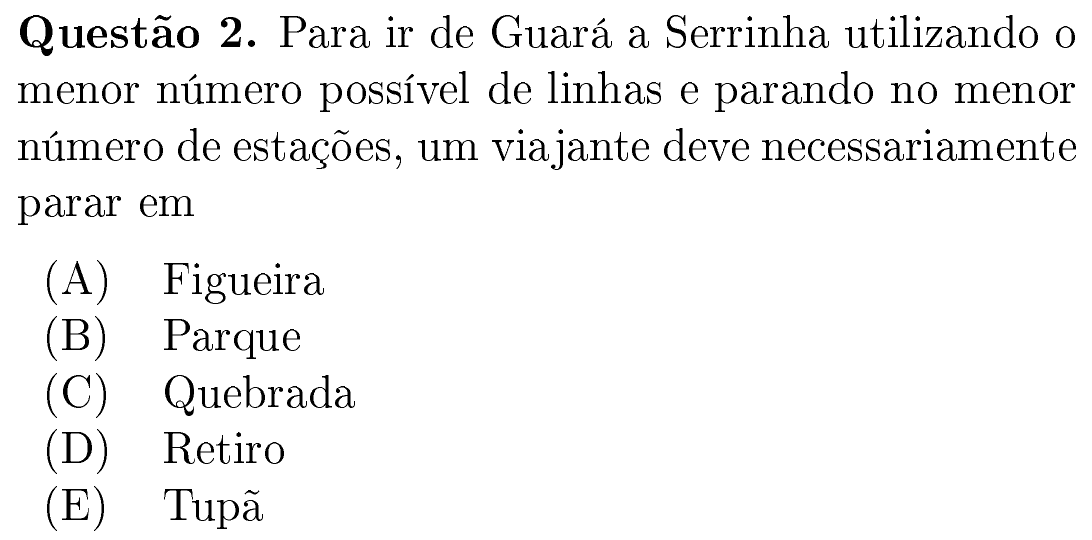 Questão 2. Para ir de Guará a Serrinha utilizando o
menor número possível de linhas e parando no menor
número de estações, um viajante deve necessariamente
parar em
(A) Figueira
(B) Parque
(C) Quebrada
(D) Retiro
(E) Tupã